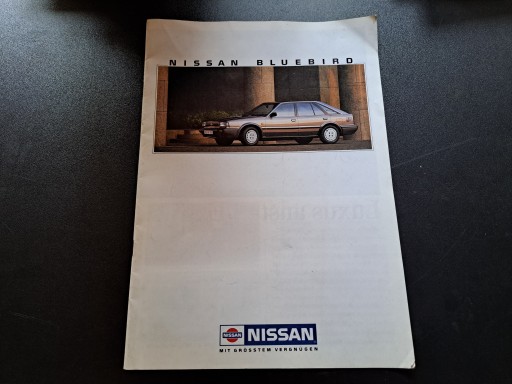 NISSAN BLUEBIRD
NISSAN
NISSAN
MIT GRÖSSTEM VERGNÜGEN